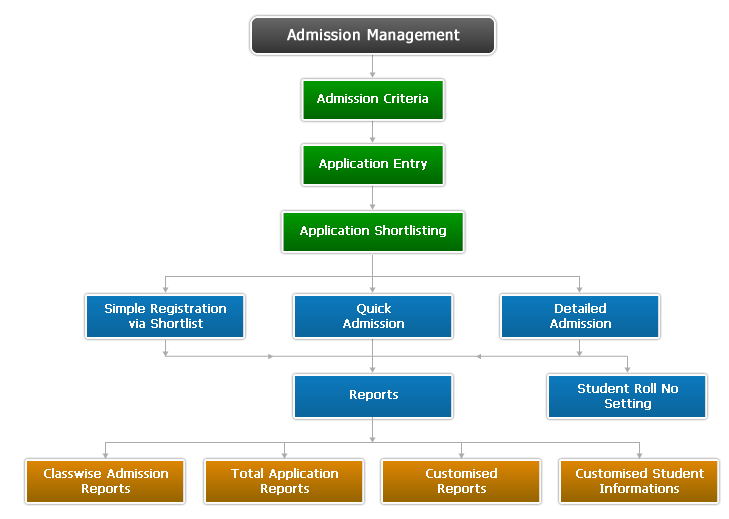 Admission Management
Admission Criteria
Application Entry
Application Shortlisting
Simple Registration
via Shortlist
Quick
Admission
Detailed
Admission
Reports
Student Roll No
Setting
Classwise Admission
Reports
Total Application
Reports
Customised
Reports
Customised Student
Informations